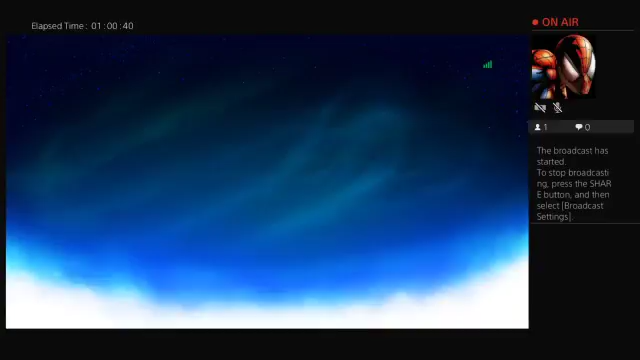 Elapsed Time: 01:00:40
ON AIR
1 0
The broadcast has
started.
To stop broadcasti
ng, press the SHAR
E button, and then
select [Broadcast
Settings].